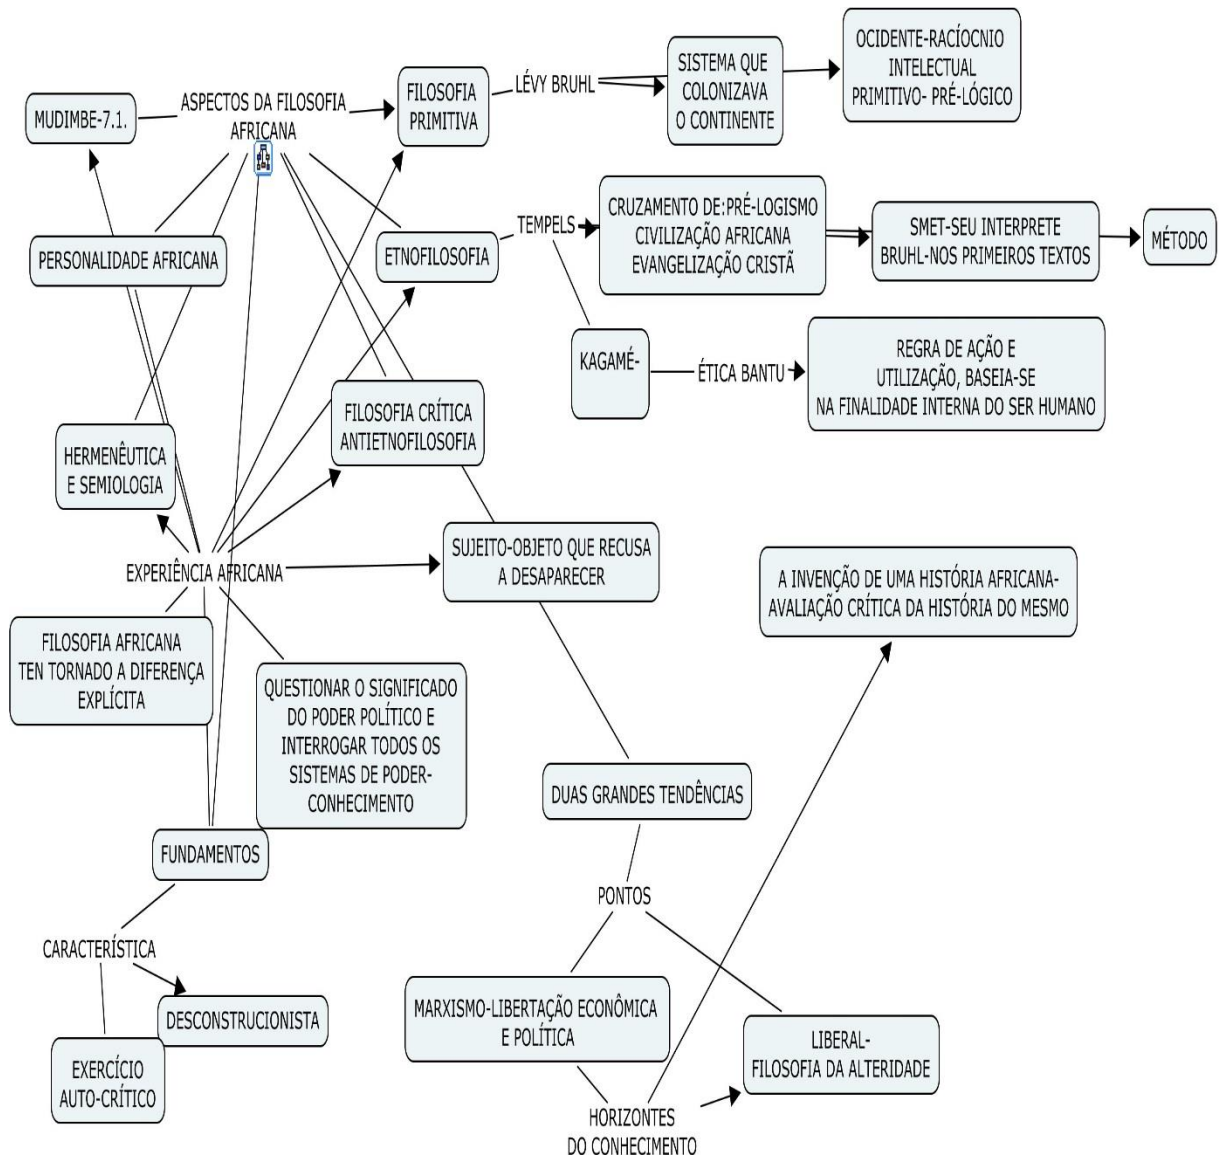 MUDIMBE-7.1.
ASPECTOS DA FILOSOFIA
AFRICANA
FILOSOFIA
PRIMITIVA
LÉVY BRUHL
SISTEMA QUE
COLONIZAVA
O CONTINENTE
OCIDENTE-RACÍOCNIO
INTELECTUAL
PRIMITIVO- PRÉ-LÓGICO
PERSONALIDADE AFRICANA
ETNOFILOSOFIA
TEMPELS
CRUZAMENTO DE:PRÉ-LOGISMO
CIVILIZAÇÃO AFRICANA
EVANGELIZAÇÃO CRISTÃ
SMET-SEU INTERPRETE
BRUHL-NOS PRIMEIROS TEXTOS
MÉTODO
KAGAMÉ-
ÉTICA BANTU
REGRA DE AÇÃO E
UTILIZAÇÃO, BASEIA-SE
NA FINALIDADE INTERNA DO SER HUMANO
FILOSOFIA CRÍTICA
ANTIETNOFILOSOFIA
HERMENÊUTICA
E SEMIOLOGIA
EXPERIÊNCIA AFRICANA
SUJEITO-OBJETO QUE RECUSA
A DESAPARECER
A INVENÇÃO DE UMA HISTÓRIA AFRICANA-
AVALIAÇÃO CRÍTICA DA HISTÓRIA DO MESMO
FILOSOFIA AFRICANA
TEN TORNADO A DIFERENÇA
EXPLÍCITA
QUESTIONAR O SIGNIFICADO
DO PODER POLÍTICO E
INTERROGAR TODOS OS
SISTEMAS DE PODER-
CONHECIMENTO
DUAS GRANDES TENDÊNCIAS
FUNDAMENTOS
PONTOS
CARACTERÍSTICA
DESCONSTRUCIONISTA
EXERCÍCIO
AUTO-CRÍTICO
MARXISMO-LIBERTAÇÃO ECONÔMICA
E POLÍTICA
LIBERAL-
FILOSOFIA DA ALTERIDADE
HORIZONTES
DO CONHECIMENTO